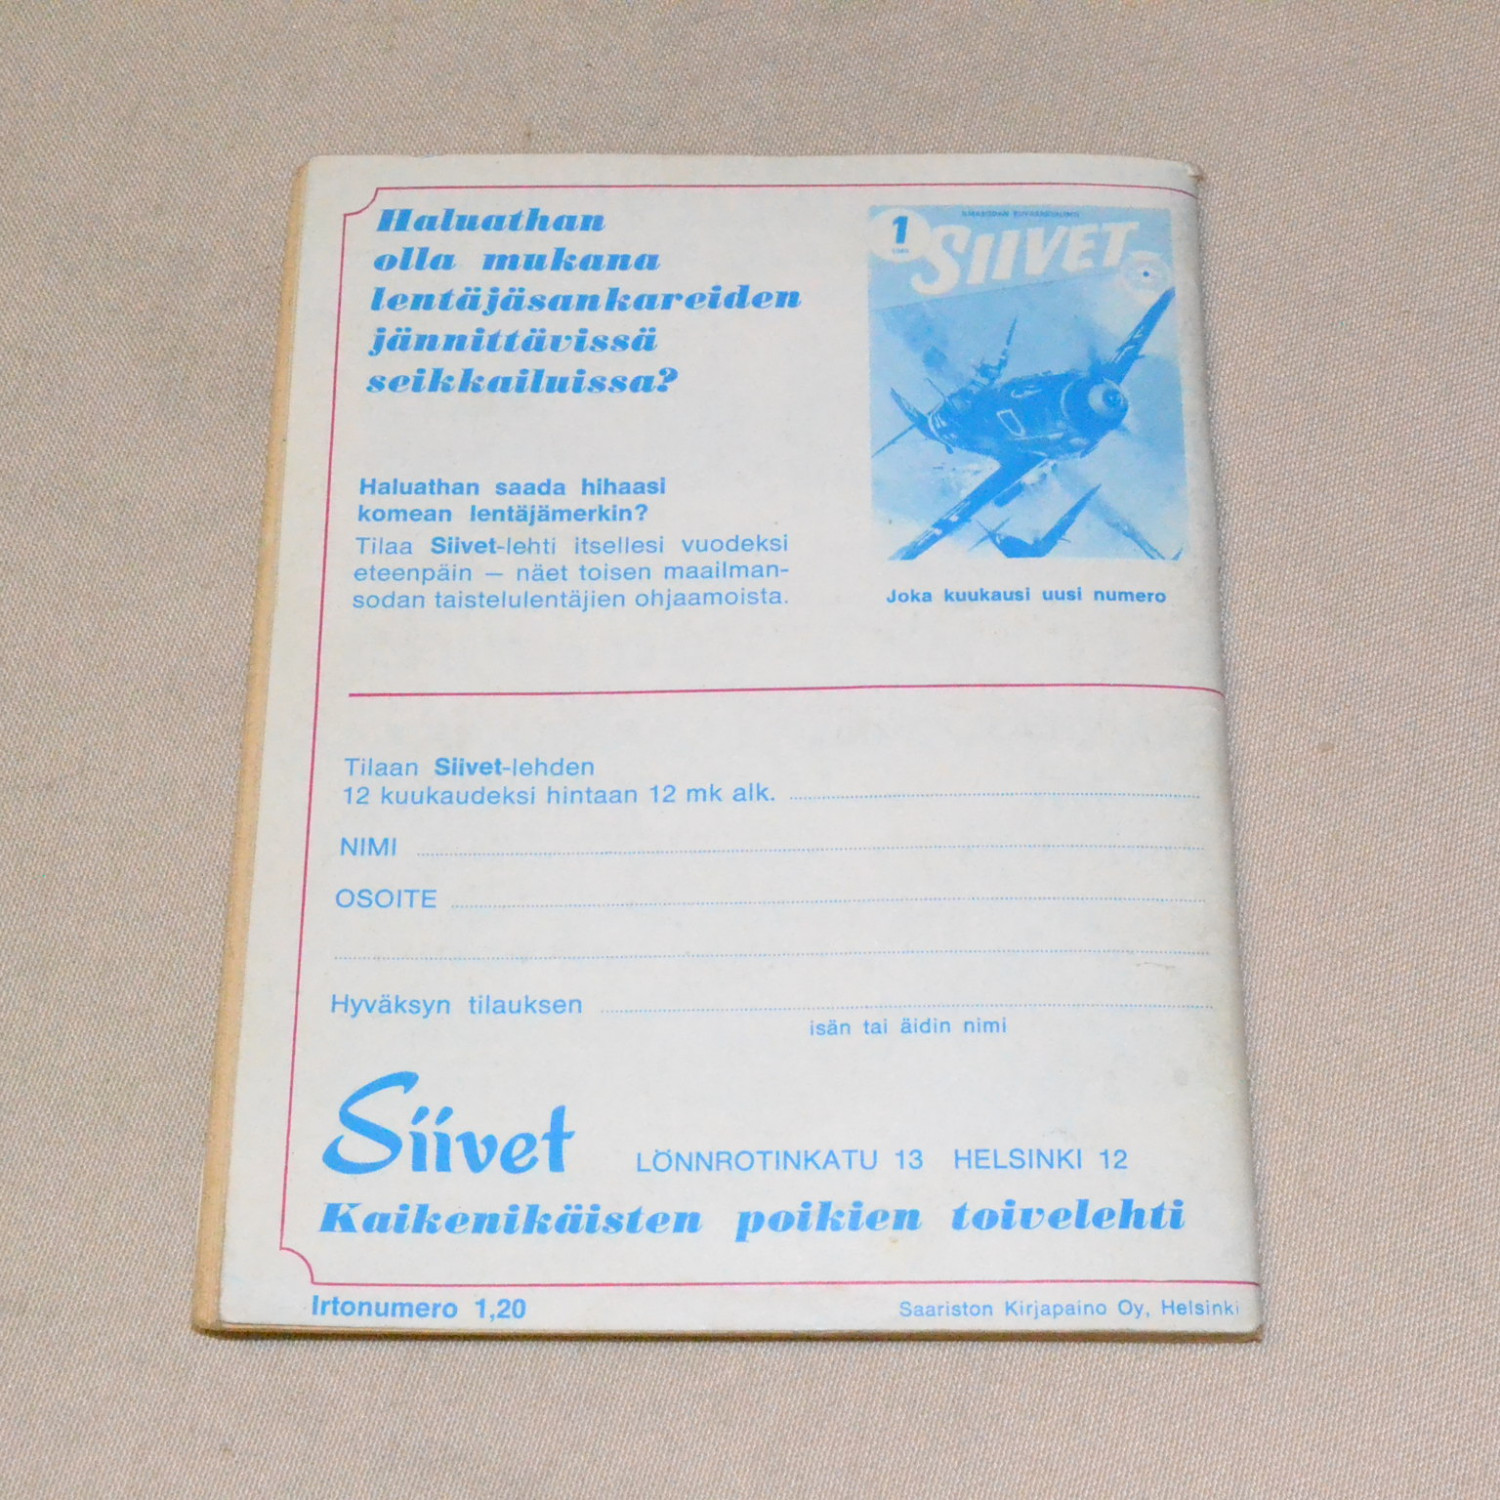 Haluathan
olla mukana
lentäjäsankareiden
jännittävissä
seikkailuissa?
1
SIIVET
Haluathan saada hihaasi
komean lentäjämerkin?
Tilaa Siivet-lehti itsellesi vuodeksi
eteenpäin — näet toisen maailman-
sodan taistelulentäjien ohjaamoista.
Joka kuukausi uusi numero
Tilaan Siivet-lehden
12 kuukaudeksi hintaan 12 mk alk.
NIMI
OSOITE
Hyväksyn tilauksen
isän tai äidin nimi
Siivet LÖNNROTINKATU 13 HELSINKI 12
Kaikenikäisten poikien toivelehti
Irtonumero 1,20
Saariston Kirjapaino Oy, Helsinki